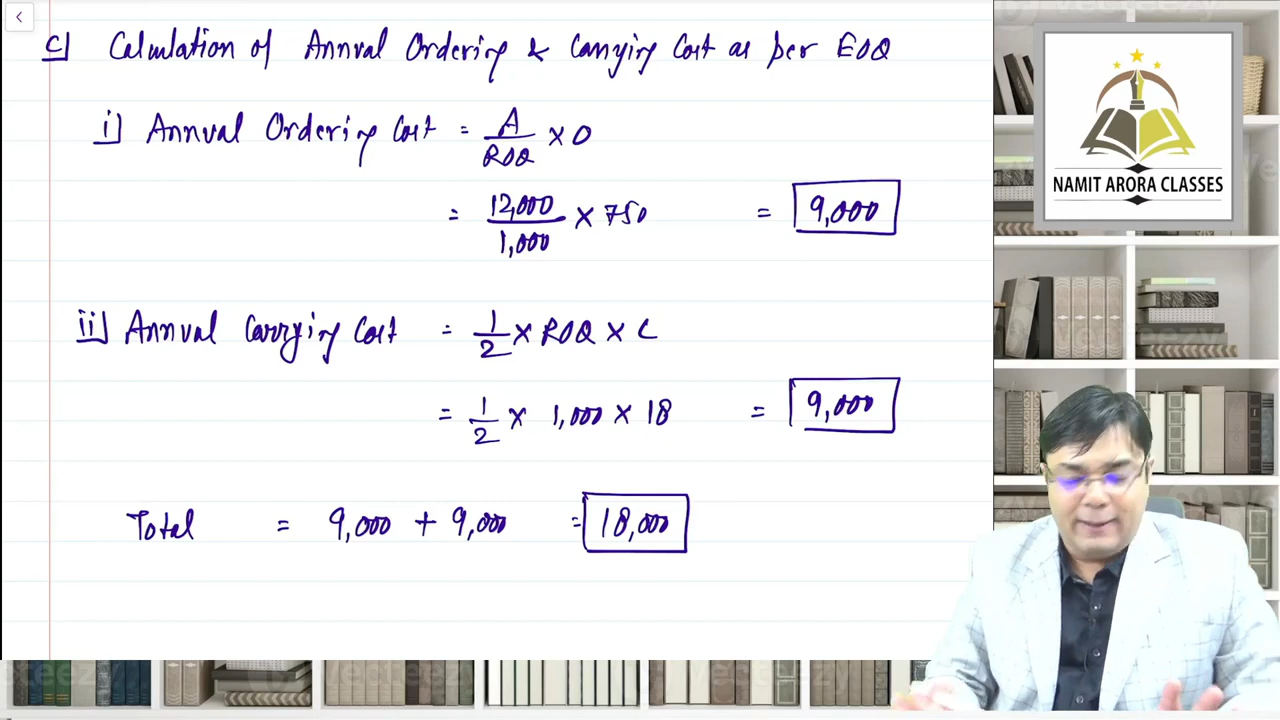 c] Calculation of Annual Ordering & Carrying Cost as per EOQ
i] Annual Ordering Cost = A/ROQ × O
= 12,000/1,000 × 750 = 9,000
ii] Annual Carrying Cost = 1/2 × ROQ × C
= 1/2 × 1,000 × 18 = 9,000
Total = 9,000 + 9,000 = 18,000
NAMIT ARORA CLASSES
vecteezy